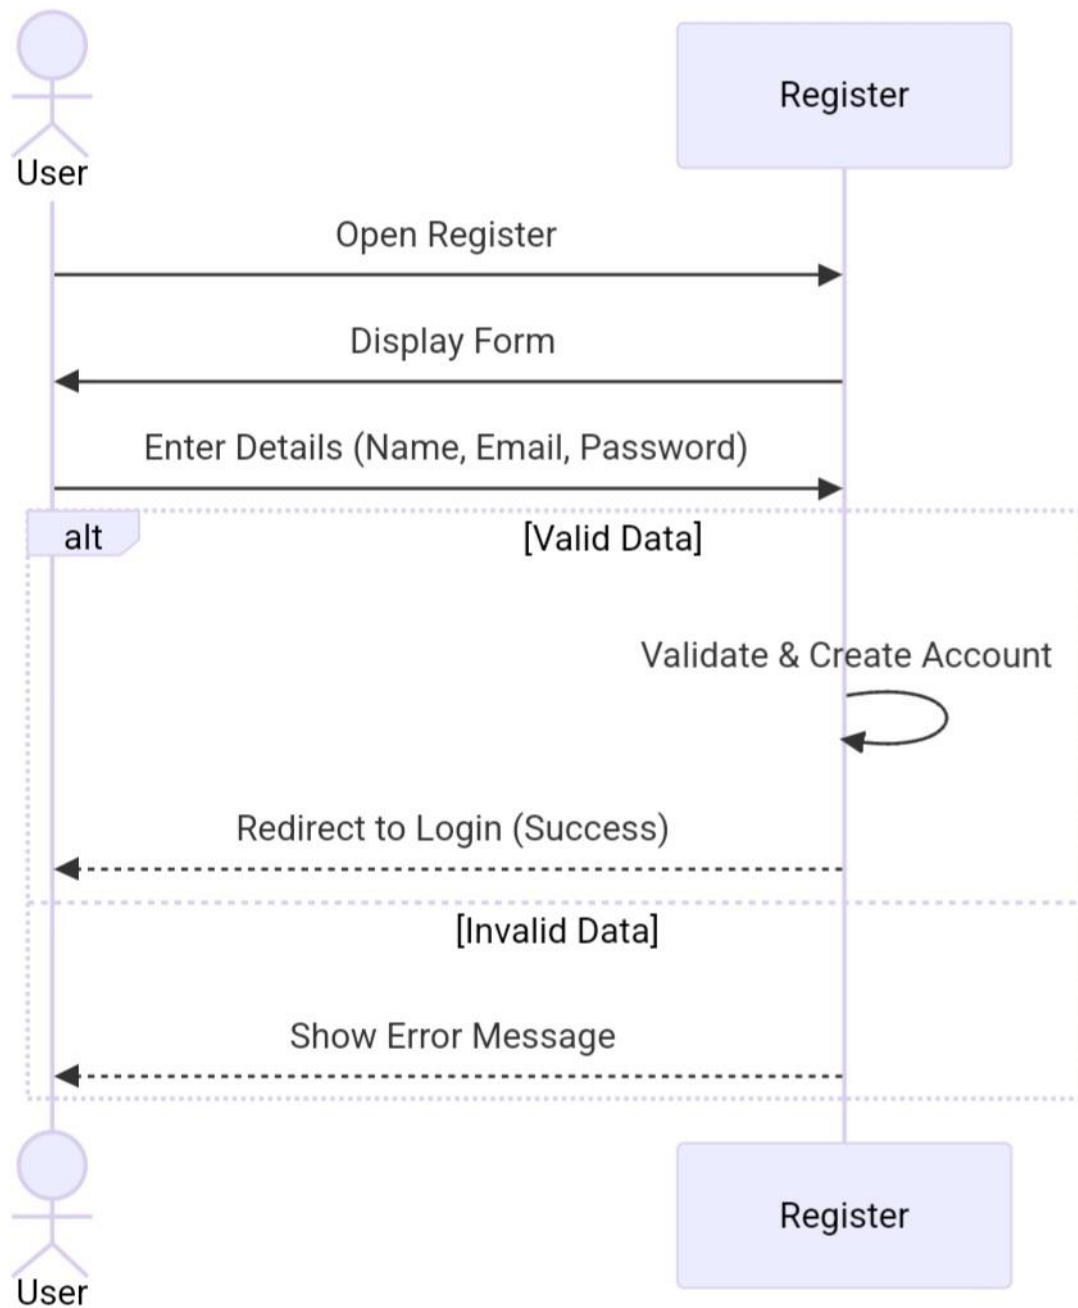 User
Register
Open Register
Display Form
Enter Details (Name, Email, Password)
alt
[Valid Data]
Validate & Create Account
Redirect to Login (Success)
[Invalid Data]
Show Error Message
User
Register